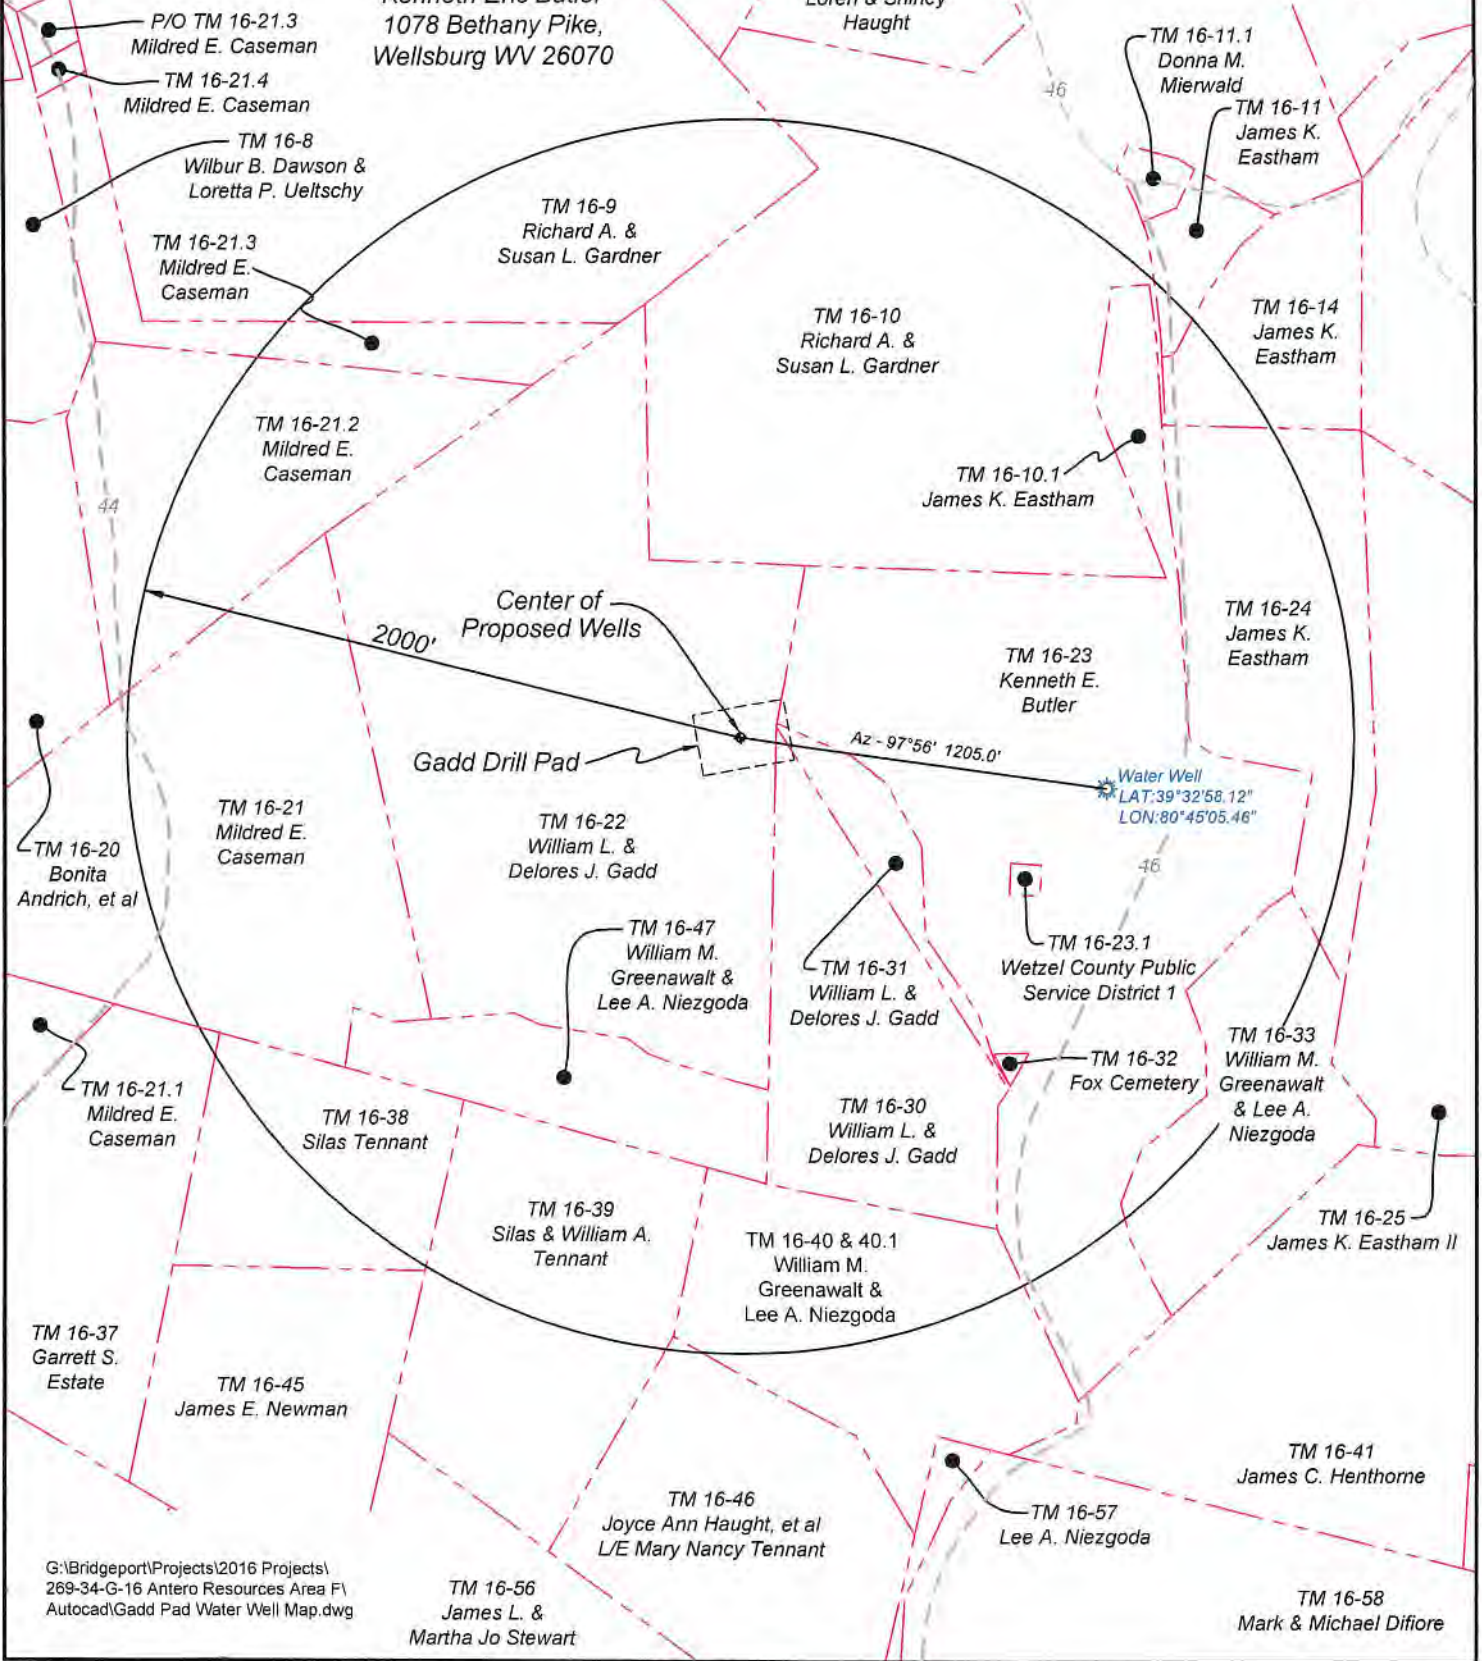 1078 Bethany Pike,
Wellsburg WV 26070
Haught
P/O TM 16-21.3
Mildred E. Caseman
TM 16-21.4
Mildred E. Caseman
TM 16-8
Wilbur B. Dawson &
Loretta P. Ueltschy
TM 16-21.3
Mildred E.
Caseman
TM 16-9
Richard A. &
Susan L. Gardner
46
TM 16-11.1
Donna M.
Mierwald
TM 16-11
James K.
Eastham
TM 16-10
Richard A. &
Susan L. Gardner
TM 16-14
James K.
Eastham
TM 16-21.2
Mildred E.
Caseman
44
TM 16-10.1
James K. Eastham
Center of
Proposed Wells
2000'
TM 16-24
James K.
Eastham
TM 16-23
Kenneth E.
Butler
Az - 97°56' 1205.0'
Gadd Drill Pad
Water Well
LAT:39°32'58.12"
LON:80°45'05.46"
TM 16-20
Bonita
Andrich, et al
TM 16-21
Mildred E.
Caseman
TM 16-22
William L. &
Delores J. Gadd
46
TM 16-47
William M.
Greenawalt &
Lee A. Niezgoda
TM 16-31
William L. &
Delores J. Gadd
TM 16-23.1
Wetzel County Public
Service District 1
TM 16-32
Fox Cemetery
TM 16-33
William M.
Greenawalt
& Lee A.
Niezgoda
TM 16-21.1
Mildred E.
Caseman
TM 16-38
Silas Tennant
TM 16-30
William L. &
Delores J. Gadd
TM 16-39
Silas & William A.
Tennant
TM 16-40 & 40.1
William M.
Greenawalt &
Lee A. Niezgoda
TM 16-25
James K. Eastham II
TM 16-37
Garrett S.
Estate
TM 16-45
James E. Newman
TM 16-46
Joyce Ann Haught, et al
L/E Mary Nancy Tennant
TM 16-57
Lee A. Niezgoda
TM 16-41
James C. Henthorne
G:\Bridgeport\Projects\2016 Projects\
269-34-G-16 Antero Resources Area F\
Autocad\Gadd Pad Water Well Map.dwg
TM 16-56
James L. &
Martha Jo Stewart
TM 16-58
Mark & Michael Difiore